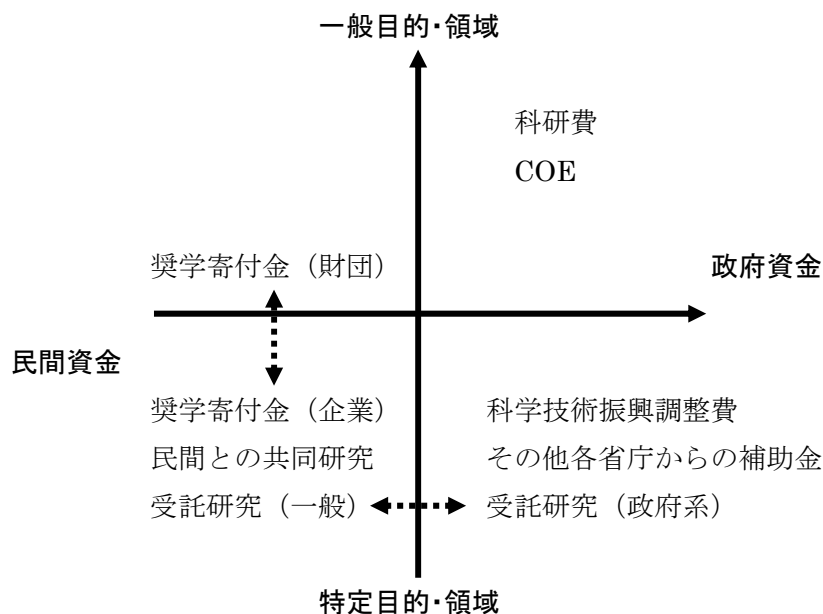 一般目的・領域
科研費
COE
奨学寄付金（財団）
政府資金
民間資金
奨学寄付金（企業）
科学技術振興調整費
民間との共同研究
その他各省庁からの補助金
受託研究（一般）
受託研究（政府系）
特定目的・領域